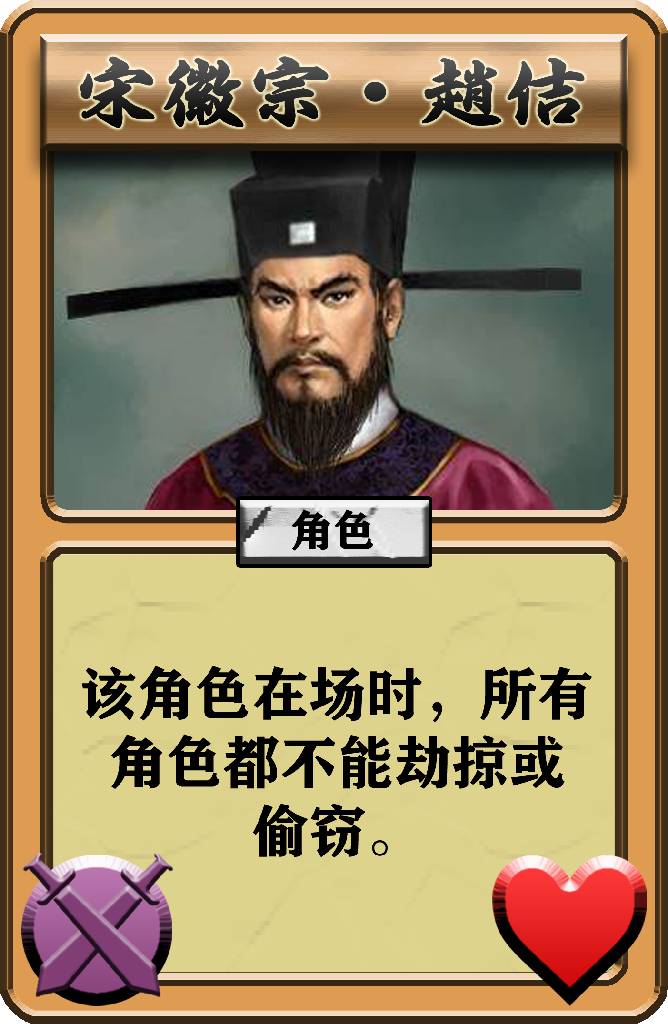 宋徽宗·趙佶
角色
该角色在场时，所有
角色都不能劫掠或
偷窃。